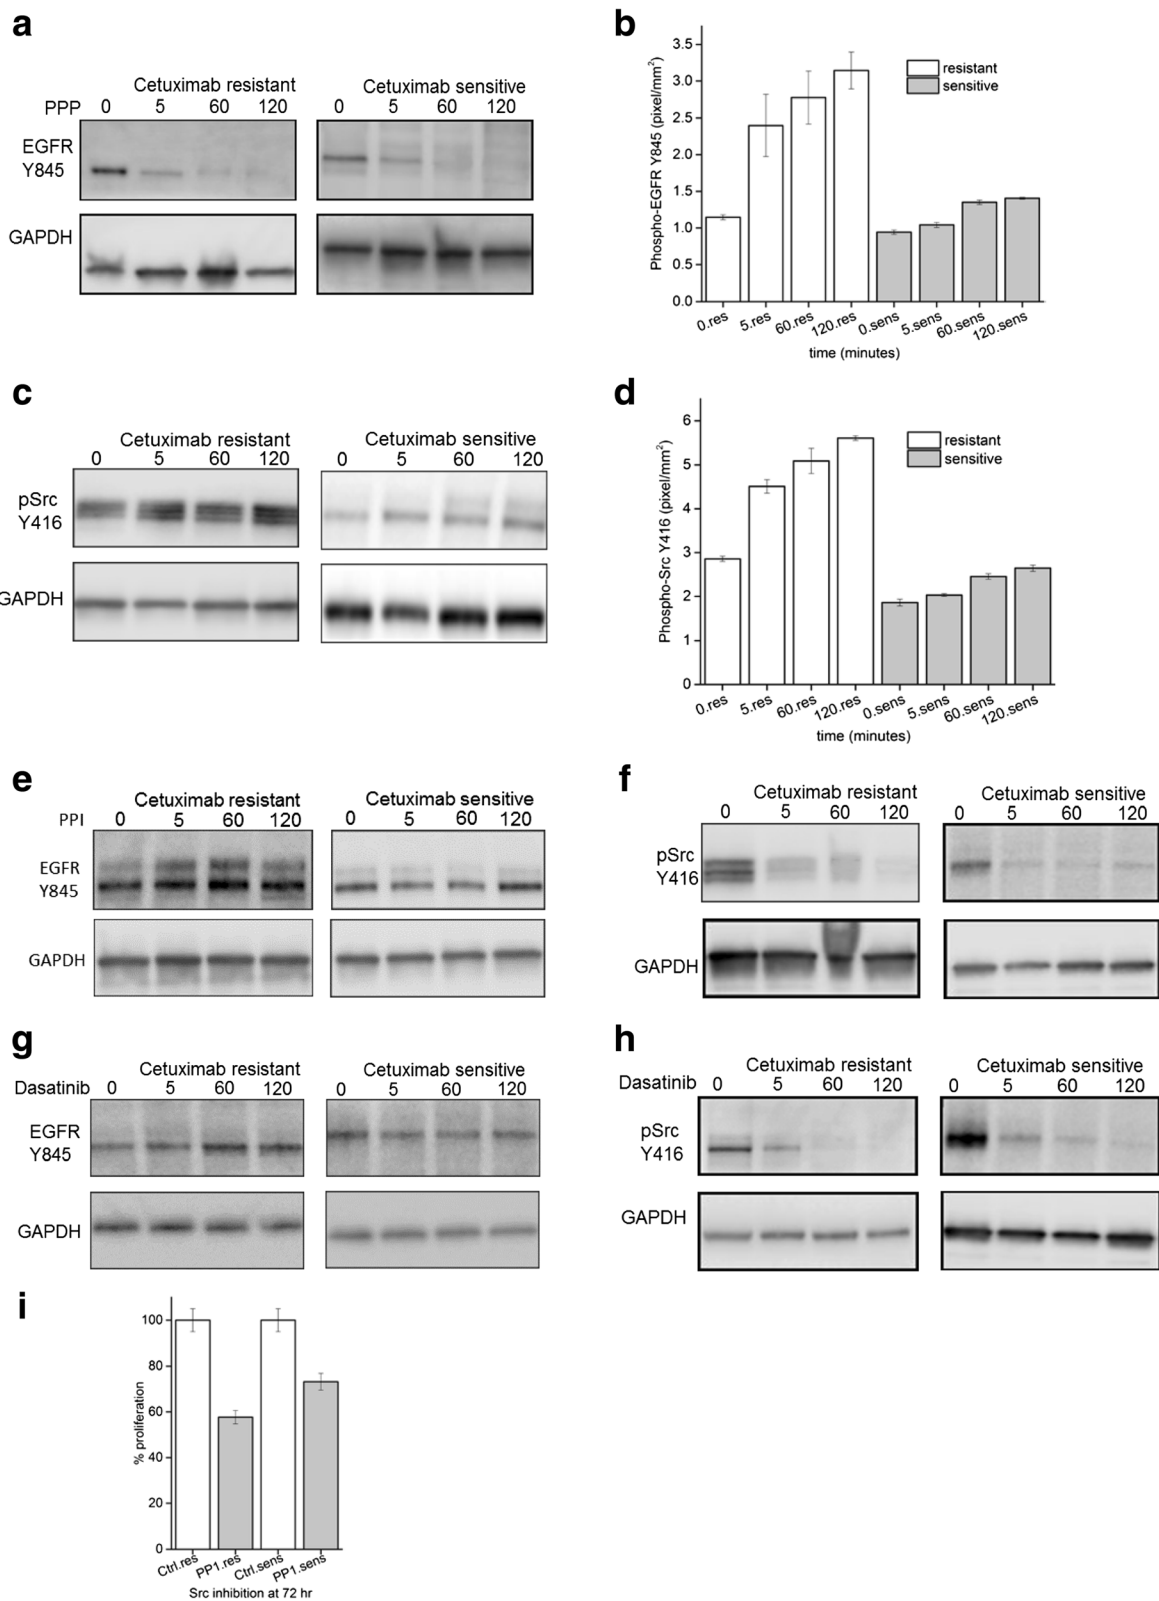 a
Cetuximab resistant
Cetuximab sensitive
PPP 0 5 60 120
0 5 60 120
EGFR
Y845
GAPDH
b
Phospho-EGFR Y845 (pixel/mm²)
3.5
3.0
2.5
2.0
1.5
1.0
0.5
0.0
resistant
sensitive
0.res 5.res 60.res 120.res 0.sens 5.sens 60.sens 120.sens
time (minutes)
c
Cetuximab resistant
Cetuximab sensitive
0 5 60 120
0 5 60 120
pSrc
Y416
GAPDH
d
Phospho-Src Y416 (pixel/mm²)
6
5
4
3
2
1
0
resistant
sensitive
0.res 5.res 60.res 120.res 0.sens 5.sens 60.sens 120.sens
time (minutes)
e
Cetuximab resistant
Cetuximab sensitive
PPI 0 5 60 120
0 5 60 120
EGFR
Y845
GAPDH
f
Cetuximab resistant
Cetuximab sensitive
0 5 60 120
0 5 60 120
pSrc
Y416
GAPDH
g
Cetuximab resistant
Cetuximab sensitive
Dasatinib 0 5 60 120
0 5 60 120
EGFR
Y845
GAPDH
h
Cetuximab resistant
Cetuximab sensitive
Dasatinib 0 5 60 120
0 5 60 120
pSrc
Y416
GAPDH
i
% proliferation
100
80
60
40
20
0
Ctrl.res PP1.res Ctrl.sens PP1.sens
Src inhibition at 72 hr